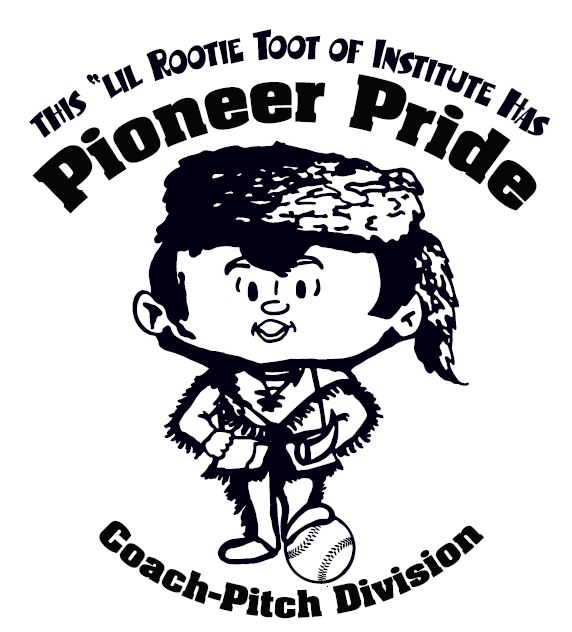 THIS "LIL ROOTIE TOOT OF INSTITUTE HAS
Pioneer Pride
Coach-Pitch Division